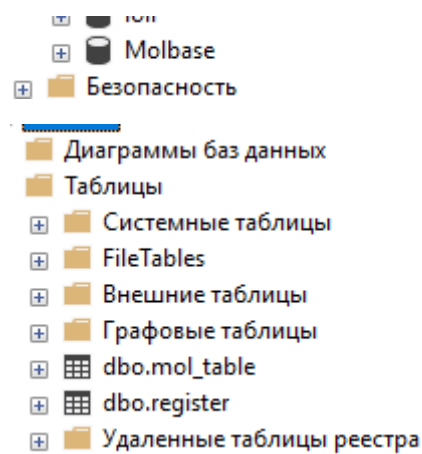 Molbase
Безопасность
Диаграммы баз данных
Таблицы
Системные таблицы
FileTables
Внешние таблицы
Графовые таблицы
dbo.mol_table
dbo.register
Удаленные таблицы реестра